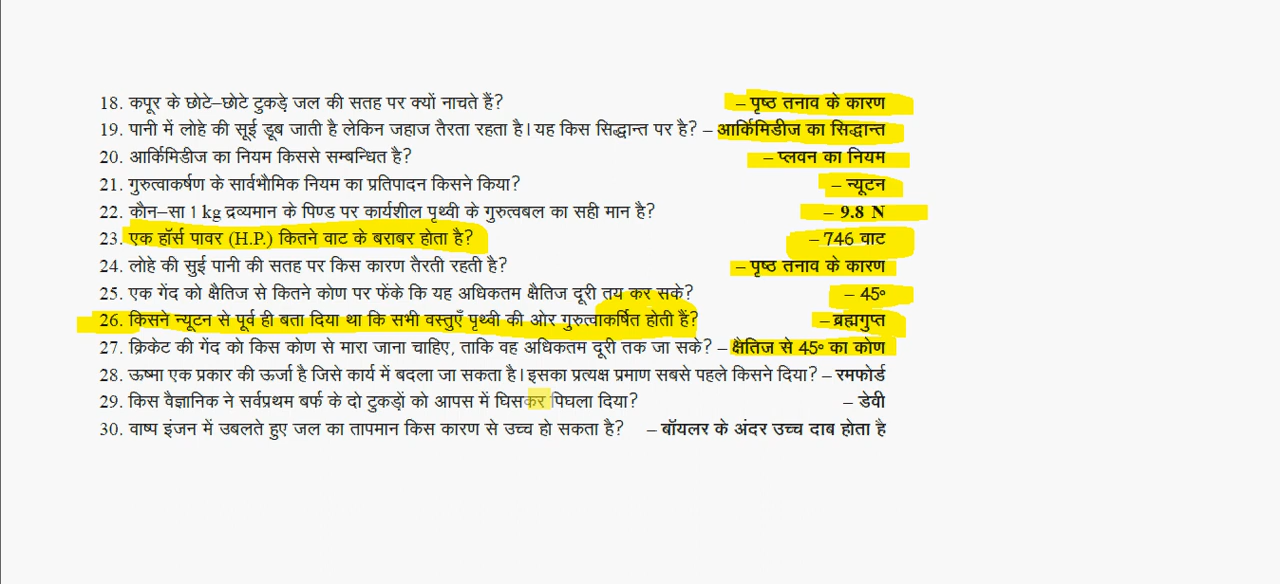 18. कपूर के छोटे–छोटे टुकड़े जल की सतह पर क्यों नाचते हैं? – पृष्ठ तनाव के कारण
19. पानी में लोहे की सूई डूब जाती है लेकिन जहाज तैरता रहता है। यह किस सिद्धान्त पर है? – आर्किमिडीज का सिद्धान्त
20. आर्किमिडीज का नियम किससे सम्बन्धित है? – प्लवन का नियम
21. गुरुत्वाकर्षण के सार्वभौमिक नियम का प्रतिपादन किसने किया? – न्यूटन
22. कौन–सा 1 kg द्रव्यमान के पिण्ड पर कार्यशील पृथ्वी के गुरुत्वबल का सही मान है? – 9.8 N
23. एक हॉर्स पावर (H.P.) कितने वाट के बराबर होता है? – 746 वाट
24. लोहे की सुई पानी की सतह पर किस कारण तैरती रहती है? – पृष्ठ तनाव के कारण
25. एक गेंद को क्षैतिज से कितने कोण पर फेंके कि यह अधिकतम क्षैतिज दूरी तय कर सके? – 45°
26. किसने न्यूटन से पूर्व ही बता दिया था कि सभी वस्तुएँ पृथ्वी की ओर गुरुत्वाकर्षित होती हैं? – ब्रह्मगुप्त
27. क्रिकेट की गेंद को किस कोण से मारा जाना चाहिए, ताकि वह अधिकतम दूरी तक जा सके? – क्षैतिज से 45° का कोण
28. ऊष्मा एक प्रकार की ऊर्जा है जिसे कार्य में बदला जा सकता है। इसका प्रत्यक्ष प्रमाण सबसे पहले किसने दिया? – रमफोर्ड
29. किस वैज्ञानिक ने सर्वप्रथम बर्फ के दो टुकड़ों को आपस में घिसकर पिघला दिया? – डेवी
30. वाष्प इंजन में उबलते हुए जल का तापमान किस कारण से उच्च हो सकता है? – बॉयलर के अंदर उच्च दाब होता है